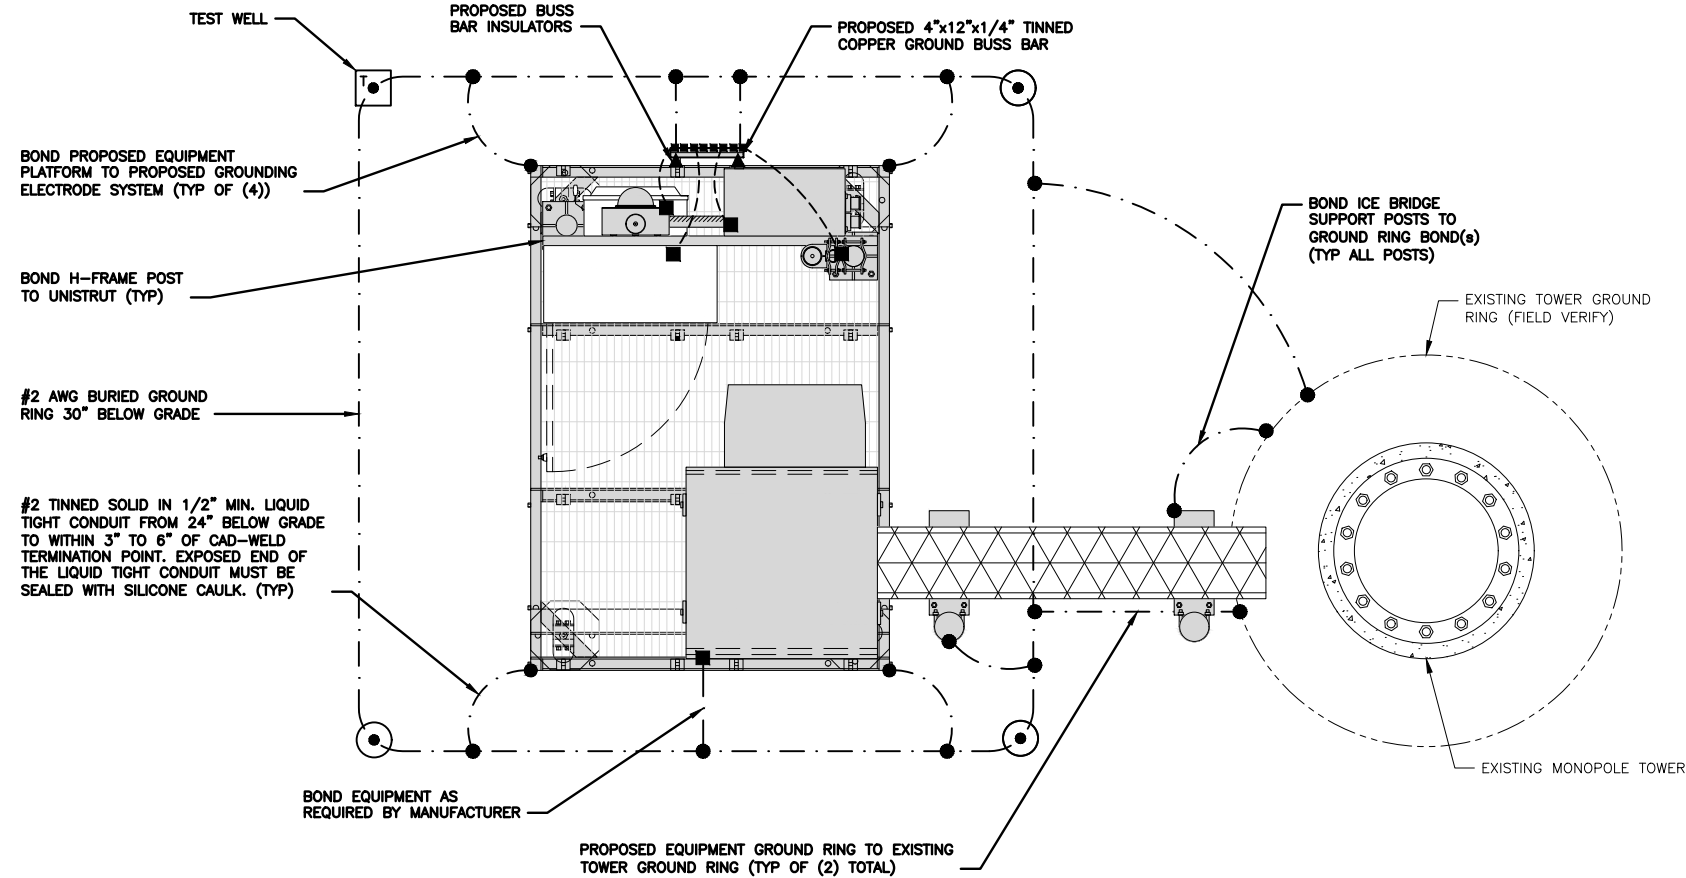 TEST WELL
PROPOSED BUSS
BAR INSULATORS
PROPOSED 4"x12"x1/4" TINNED
COPPER GROUND BUSS BAR
T
BOND PROPOSED EQUIPMENT
PLATFORM TO PROPOSED GROUNDING
ELECTRODE SYSTEM (TYP OF (4))
BOND ICE BRIDGE
SUPPORT POSTS TO
GROUND RING BOND(s)
(TYP ALL POSTS)
BOND H-FRAME POST
TO UNISTRUT (TYP)
EXISTING TOWER GROUND
RING (FIELD VERIFY)
#2 AWG BURIED GROUND
RING 30" BELOW GRADE
#2 TINNED SOLID IN 1/2" MIN. LIQUID
TIGHT CONDUIT FROM 24" BELOW GRADE
TO WITHIN 3" TO 6" OF CAD-WELD
TERMINATION POINT. EXPOSED END OF
THE LIQUID TIGHT CONDUIT MUST BE
SEALED WITH SILICONE CAULK. (TYP)
EXISTING MONOPOLE TOWER
BOND EQUIPMENT AS
REQUIRED BY MANUFACTURER
PROPOSED EQUIPMENT GROUND RING TO EXISTING
TOWER GROUND RING (TYP OF (2) TOTAL)